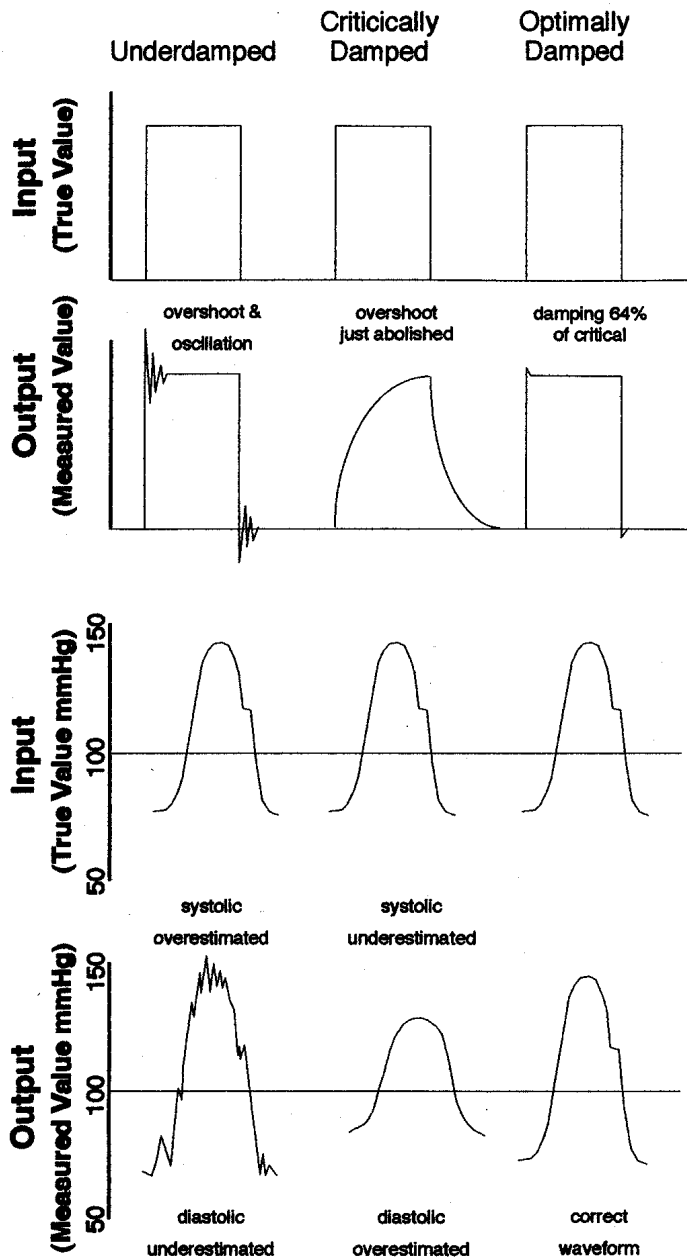 Underdamped
Criticically
Damped
Optimally
Damped
Input
(True Value)
Output
(Measured Value)
overshoot &
oscillation
overshoot
just abolished
damping 64%
of critical
Input
(True Value mmHg)
150
100
50
systolic
overestimated
systolic
underestimated
Output
(Measured Value mmHg)
150
100
50
diastolic
underestimated
diastolic
overestimated
correct
waveform